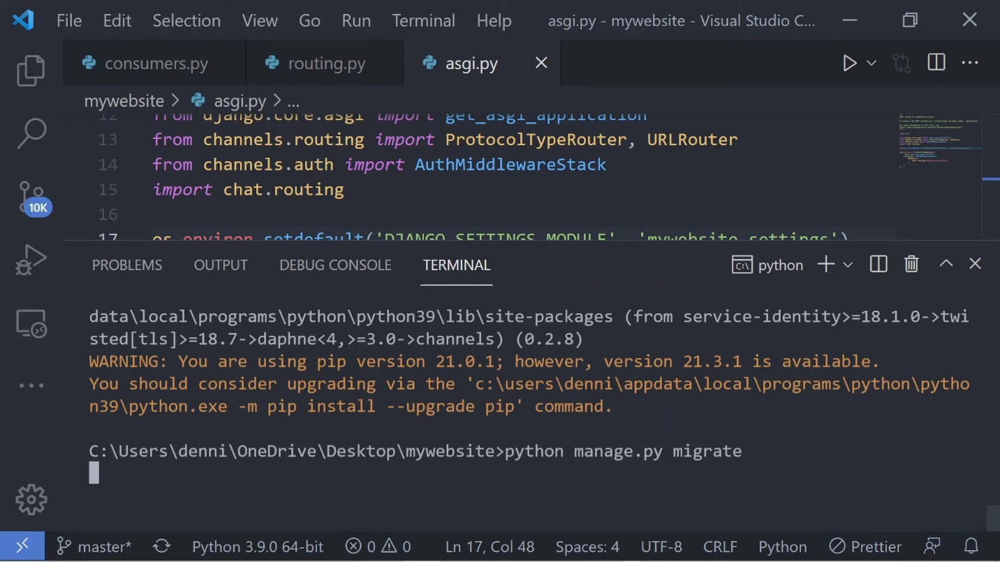 File Edit Selection View Go Run Terminal Help asgi.py - mywebsite - Visual Studio C...
consumers.py routing.py asgi.py
mywebsite > asgi.py > ...
12 from django.core.asgi import get_asgi_application
13 from channels.routing import ProtocolTypeRouter, URLRouter
14 from channels.auth import AuthMiddlewareStack
15 import chat.routing
16
17 os.environ.setdefault('DJANGO_SETTINGS_MODULE', 'mywebsite.settings')
10K
PROBLEMS OUTPUT DEBUG CONSOLE TERMINAL python
data\local\programs\python\python39\lib\site-packages (from service-identity>=18.1.0->twi
sted[tls]>=18.7->daphne<4,>=3.0->channels) (0.2.8)
WARNING: You are using pip version 21.0.1; however, version 21.3.1 is available.
You should consider upgrading via the 'c:\users\denni\appdata\local\programs\python\pytho
n39\python.exe -m pip install --upgrade pip' command.
C:\Users\denni\OneDrive\Desktop\mywebsite>python manage.py migrate
master* Python 3.9.0 64-bit 0 0 Ln 17, Col 48 Spaces: 4 UTF-8 CRLF Python Prettier